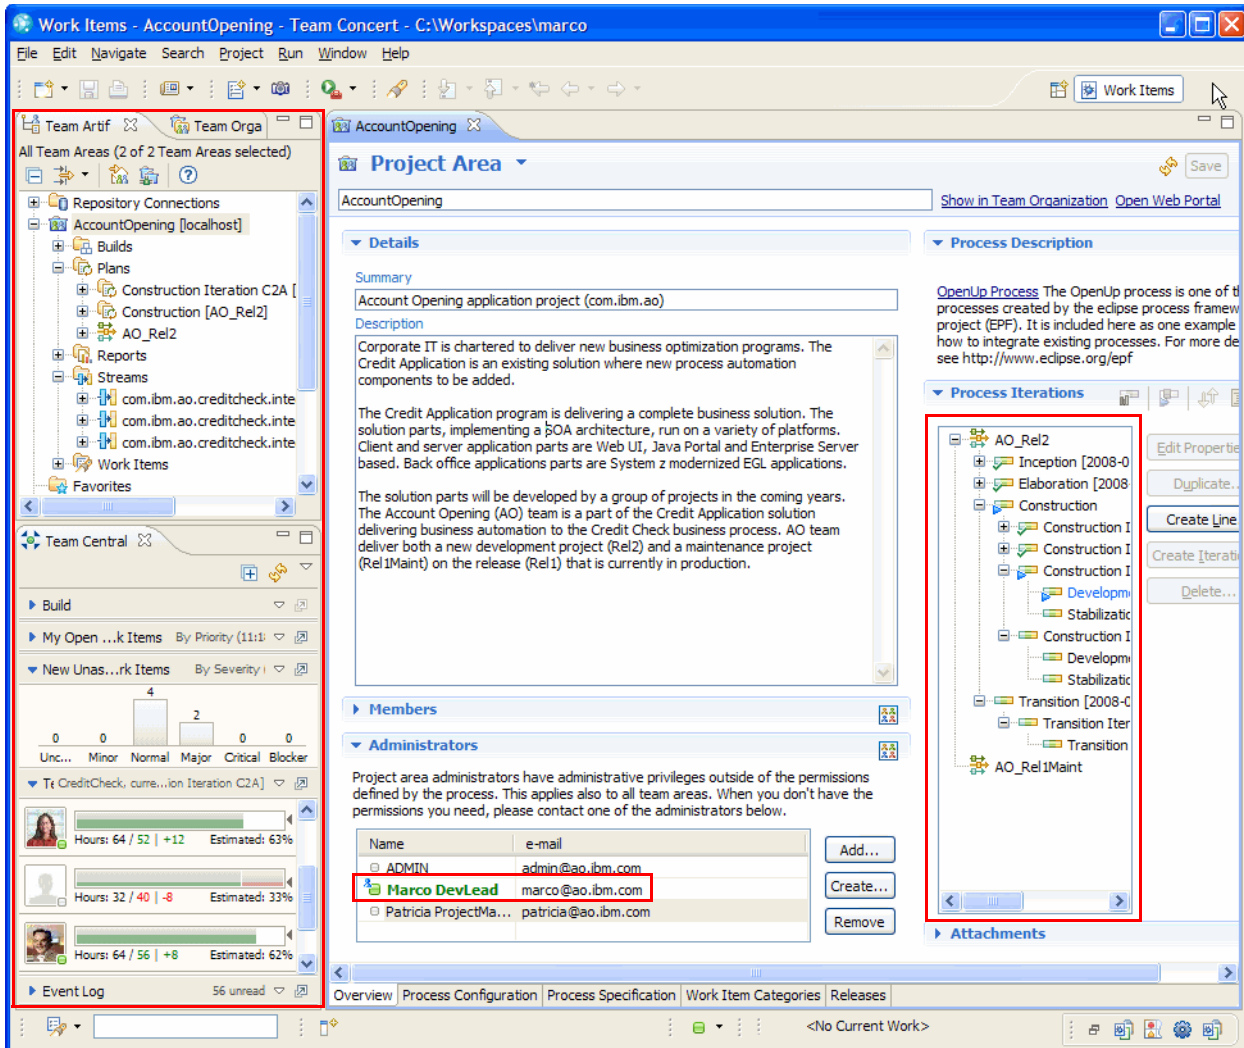 Work Items - AccountOpening - Team Concert - C:\Workspaces\marco
File Edit Navigate Search Project Run Window Help
Work Items
Team Artif
Team Orga
All Team Areas (2 of 2 Team Areas selected)
Repository Connections
AccountOpening [localhost]
Builds
Plans
Construction Iteration C2A [
Construction [AO_Rel2]
AO_Rel2
Reports
Streams
com.ibm.ao.creditcheck.inte
com.ibm.ao.creditcheck.inte
com.ibm.ao.creditcheck.inte
Work Items
Favorites
Team Central
Build
My Open ...k Items By Priority (11:1
New Unas...rk Items By Severity (
4
2
0 0 0 0
Unc... Minor Normal Major Critical Blocker
Te CreditCheck, curre...ion Iteration C2A]
Hours: 64 / 52 | +12 Estimated: 63%
Hours: 32 / 40 | -8 Estimated: 33%
Hours: 64 / 56 | +8 Estimated: 62%
Event Log 56 unread
AccountOpening
Project Area
Save
AccountOpening
Show in Team Organization Open Web Portal
Details
Summary
Account Opening application project (com.ibm.ao)
Description
Corporate IT is chartered to deliver new business optimization programs. The
Credit Application is an existing solution where new process automation
components to be added.
The Credit Application program is delivering a complete business solution. The
solution parts, implementing a SOA architecture, run on a variety of platforms.
Client and server application parts are Web UI, Java Portal and Enterprise Server
based. Back office applications parts are System z modernized EGL applications.
The solution parts will be developed by a group of projects in the coming years.
The Account Opening (AO) team is a part of the Credit Application solution
delivering business automation to the Credit Check business process. AO team
deliver both a new development project (Rel2) and a maintenance project
(Rel1Maint) on the release (Rel1) that is currently in production.
Members
Administrators
Project area administrators have administrative privileges outside of the permissions
defined by the process. This applies also to all team areas. When you don't have the
permissions you need, please contact one of the administrators below.
Name e-mail
ADMIN admin@ao.ibm.com
Marco DevLead marco@ao.ibm.com
Patricia ProjectMa... patricia@ao.ibm.com
Add...
Create...
Remove
Process Description
OpenUp Process The OpenUp process is one of t
processes created by the eclipse process framew
project (EPF). It is included here as one example
how to integrate existing processes. For more de
see http://www.eclipse.org/epf
Process Iterations
AO_Rel2
Inception [2008-0
Elaboration [2008
Construction
Construction I
Construction I
Construction I
Developm
Stabilizatio
Construction I
Developm
Stabilizatio
Transition [2008-0
Transition Iter
Transition
AO_Rel1Maint
Edit Propertie
Duplicate..
Create Line
Create Iterati
Delete...
Attachments
Overview Process Configuration Process Specification Work Item Categories Releases
<No Current Work>